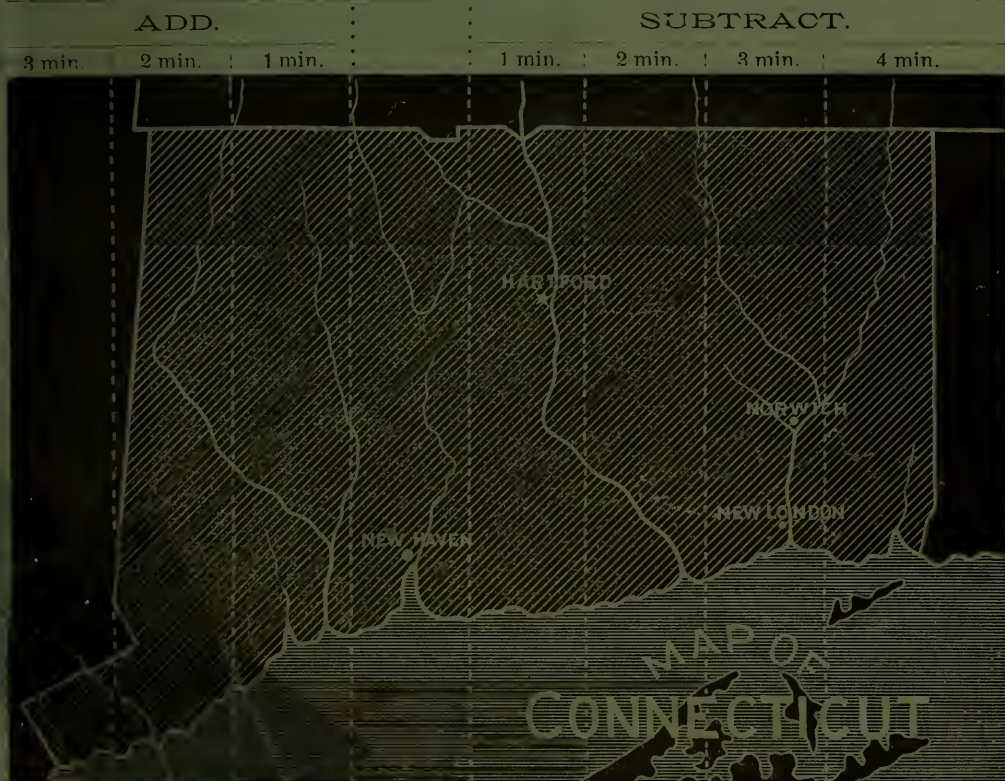 ADD. SUBTRACT.
3 min. 2 min. 1 min. 1 min. 2 min. 3 min. 4 min.
HARTFORD
NORWICH
NEW LONDON
NEW HAVEN
MAP OF
CONNECTICUT